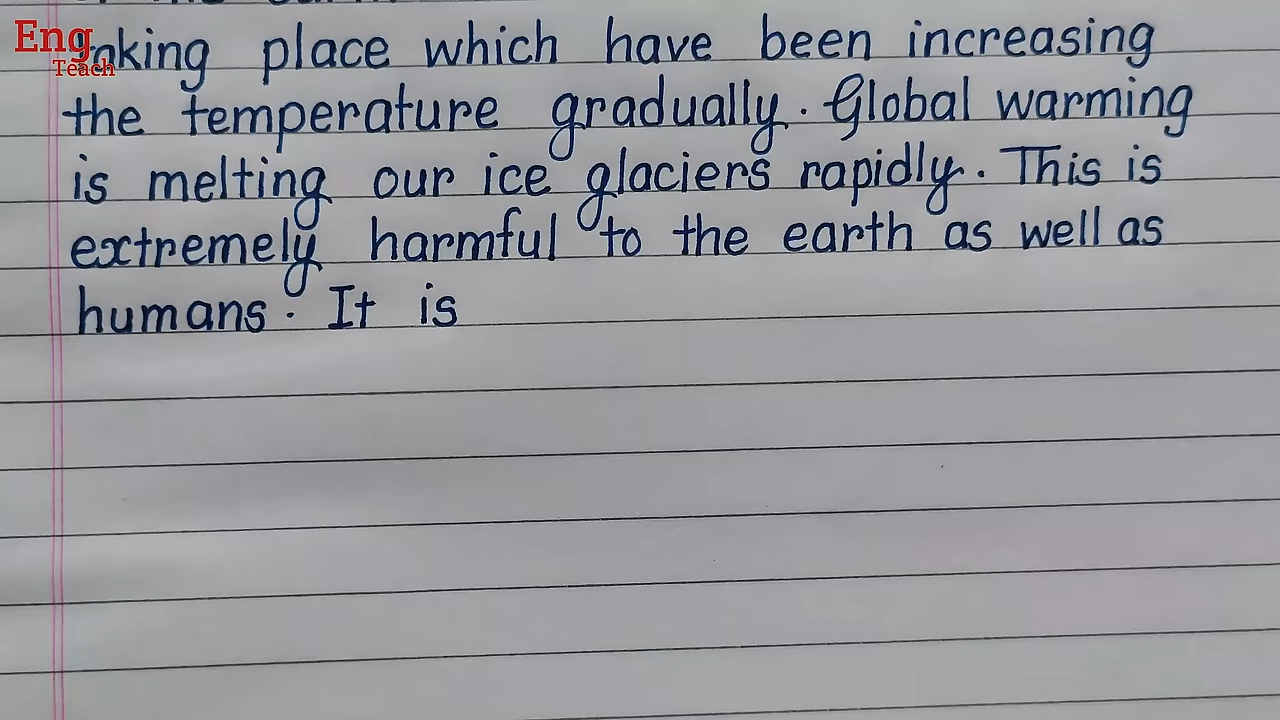 Eng
Teach
taking place which have been increasing
the temperature gradually. Global warming
is melting our ice glaciers rapidly. This is
extremely harmful to the earth as well as
humans. It is